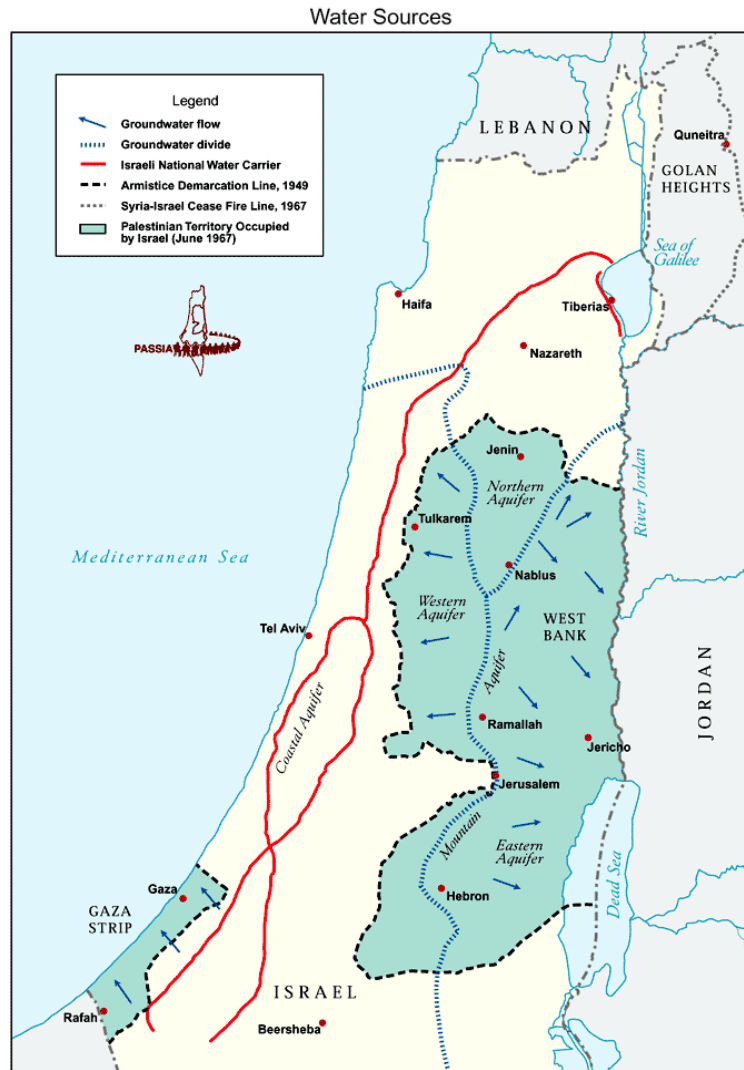 Water Sources
Legend
Groundwater flow
Groundwater divide
Israeli National Water Carrier
Armistice Demarcation Line, 1949
Syria-Israel Cease Fire Line, 1967
Palestinian Territory Occupied
by Israel (June 1967)
LEBANON
Quneitra
GOLAN
HEIGHTS
Sea of
Galilee
PASSIA
Haifa
Tiberias
Nazareth
Jenin
Northern
Aquifer
River Jordan
Tulkarem
Mediterranean Sea
Nablus
Western
Aquifer
WEST
BANK
Tel Aviv
Aquifer
JORDAN
Coastal Aquifer
Ramallah
Jericho
Jerusalem
Mountain
Eastern
Aquifer
Dead Sea
Hebron
Gaza
GAZA
STRIP
ISRAEL
Rafah
Beersheba